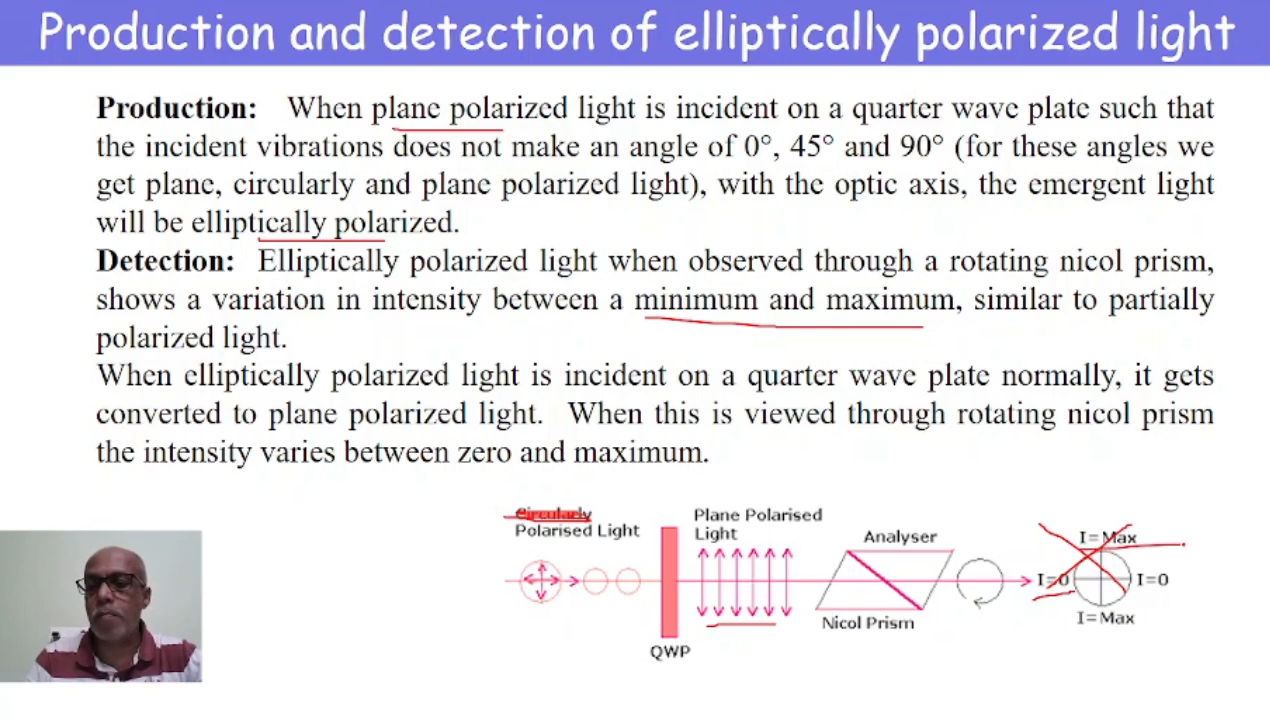 Production and detection of elliptically polarized light
Production: When plane polarized light is incident on a quarter wave plate such that
the incident vibrations does not make an angle of 0°, 45° and 90° (for these angles we
get plane, circularly and plane polarized light), with the optic axis, the emergent light
will be elliptically polarized.
Detection: Elliptically polarized light when observed through a rotating nicol prism,
shows a variation in intensity between a minimum and maximum, similar to partially
polarized light.
When elliptically polarized light is incident on a quarter wave plate normally, it gets
converted to plane polarized light. When this is viewed through rotating nicol prism
the intensity varies between zero and maximum.
Circularly
Polarised Light
Plane Polarised
Light
Analyser
Nicol Prism
QWP
I=Max
I=0
I=0
I=Max